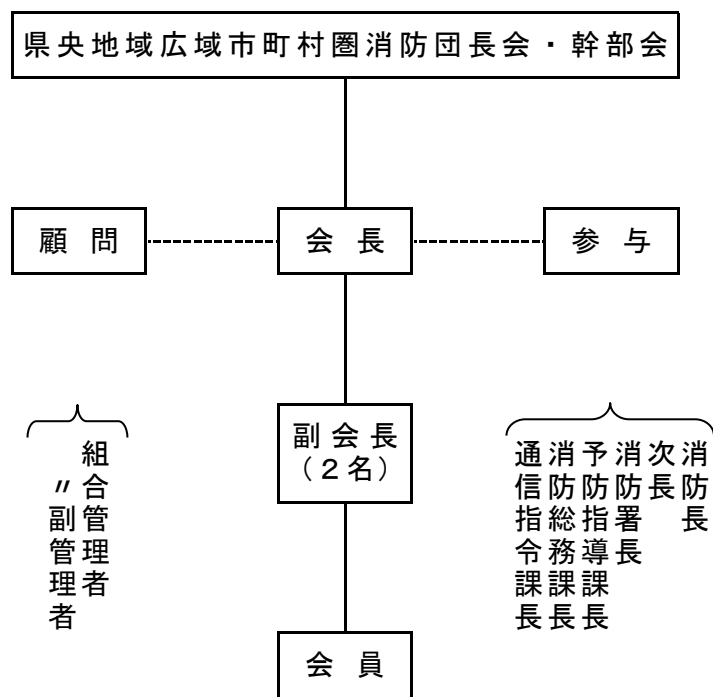 県央地域広域市町村圏消防団長会・幹部会
顧問
会長
参与
副会長
（２名）
組合管理者
〃副管理者
消防長
次長
消防署長
予防指導課長
消防総務課長
通信指令課長
会員